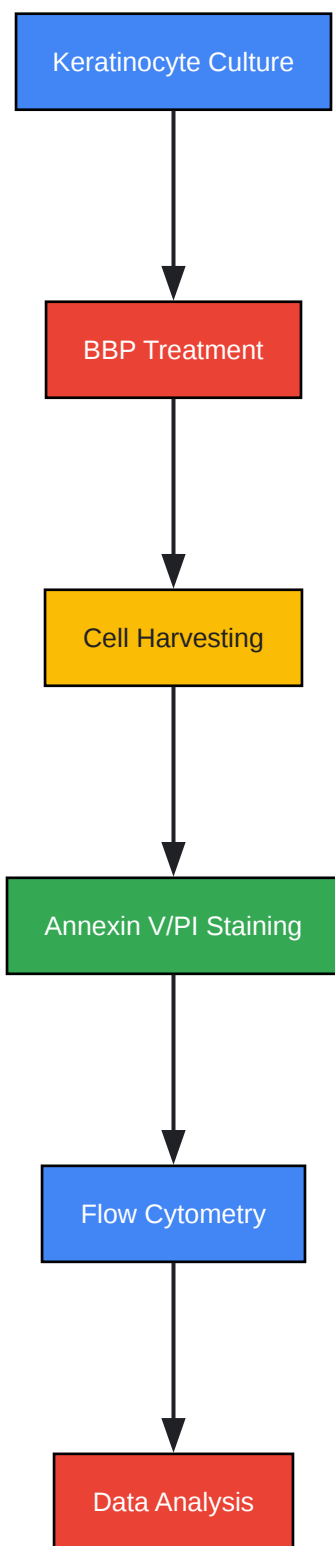 Keratinocyte Culture
BBP Treatment
Cell Harvesting
Annexin V/PI Staining
Flow Cytometry
Data Analysis